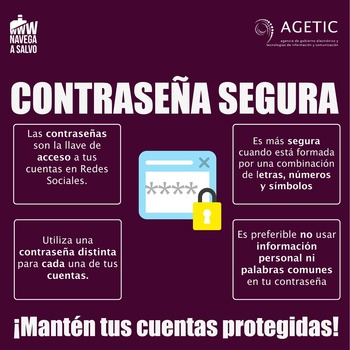 WWW
NAVEGA
A SALVO
AGETIC
agencia de gobierno electrónico y
tecnologías de información y comunicación
CONTRASEÑA SEGURA
Las contraseñas
son la llave de
acceso a tus
cuentas en Redes
Sociales.
Es más segura
cuando está formada
por una combinación
de letras, números
y símbolos
****
Utiliza una
contraseña distinta
para cada una de tus
cuentas.
Es preferible no usar
información
personal ni
palabras comunes
en tu contraseña
¡Mantén tus cuentas protegidas!